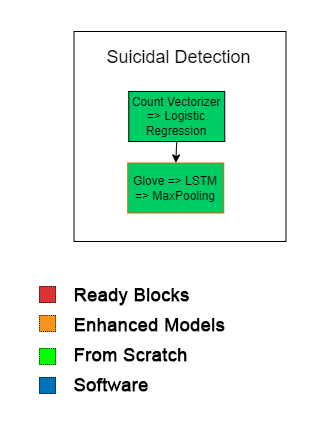 Suicidal Detection
Count Vectorizer
=> Logistic
Regression
Glove => LSTM
=> MaxPooling
Ready Blocks
Enhanced Models
From Scratch
Software